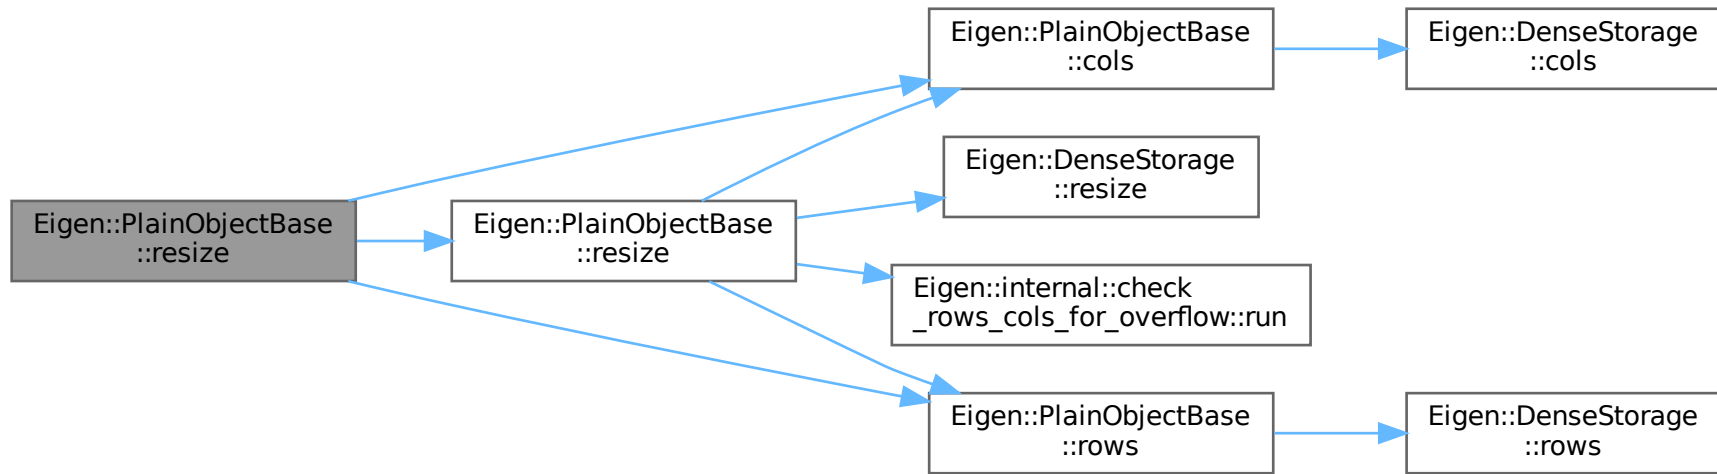 Eigen::PlainObjectBase
::resize
Eigen::PlainObjectBase
::resize
Eigen::PlainObjectBase
::cols
Eigen::DenseStorage
::cols
Eigen::DenseStorage
::resize
Eigen::internal::check
_rows_cols_for_overflow::run
Eigen::PlainObjectBase
::rows
Eigen::DenseStorage
::rows